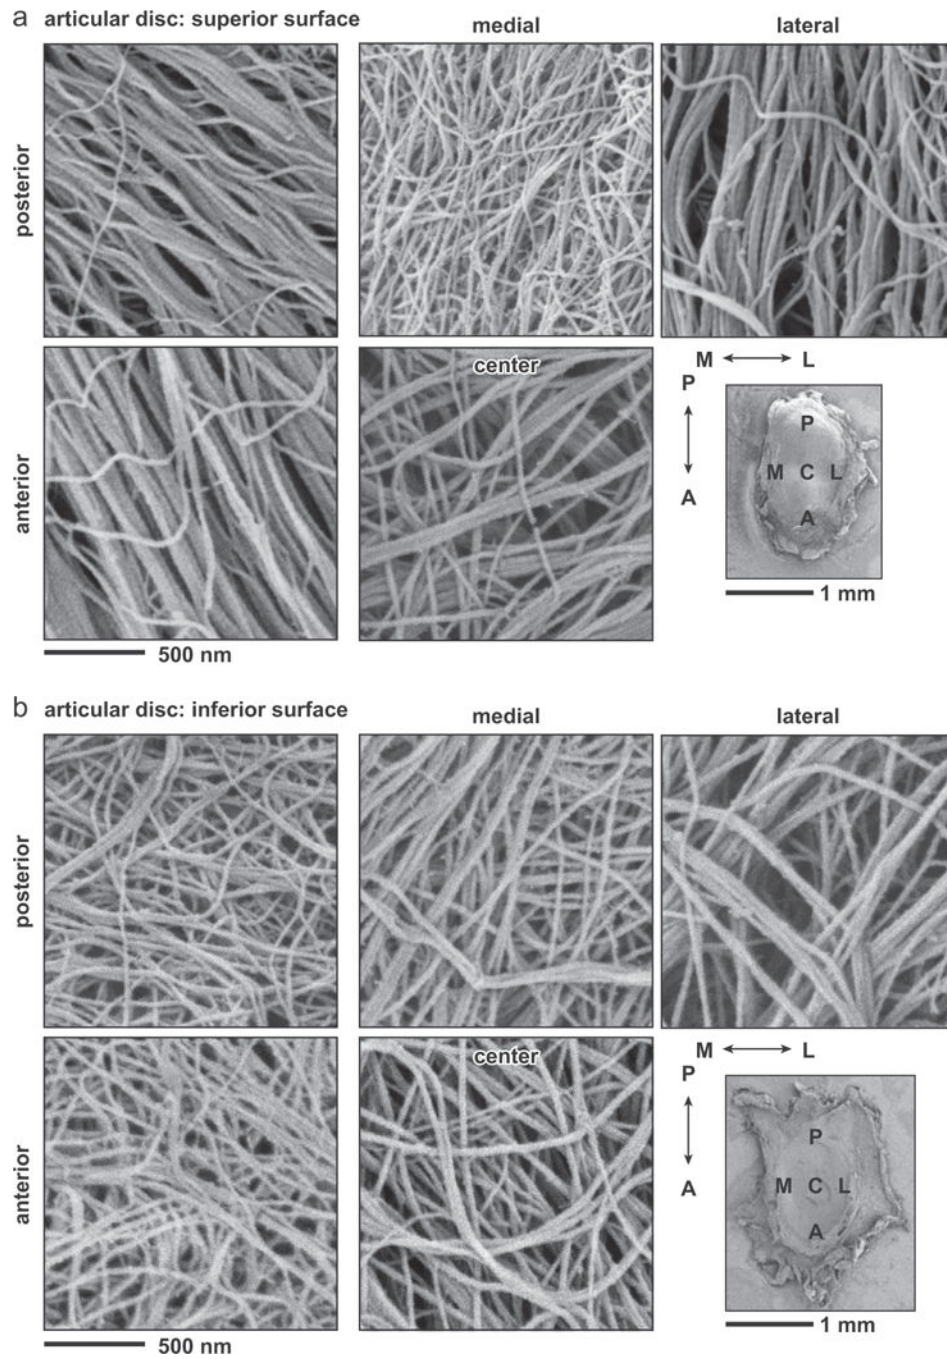 a articular disc: superior surface
medial
lateral
posterior
anterior
center
M L
P
A
P
M C L
A
1 mm
500 nm
b articular disc: inferior surface
medial
lateral
posterior
anterior
center
M L
P
A
P
M C L
A
1 mm
500 nm